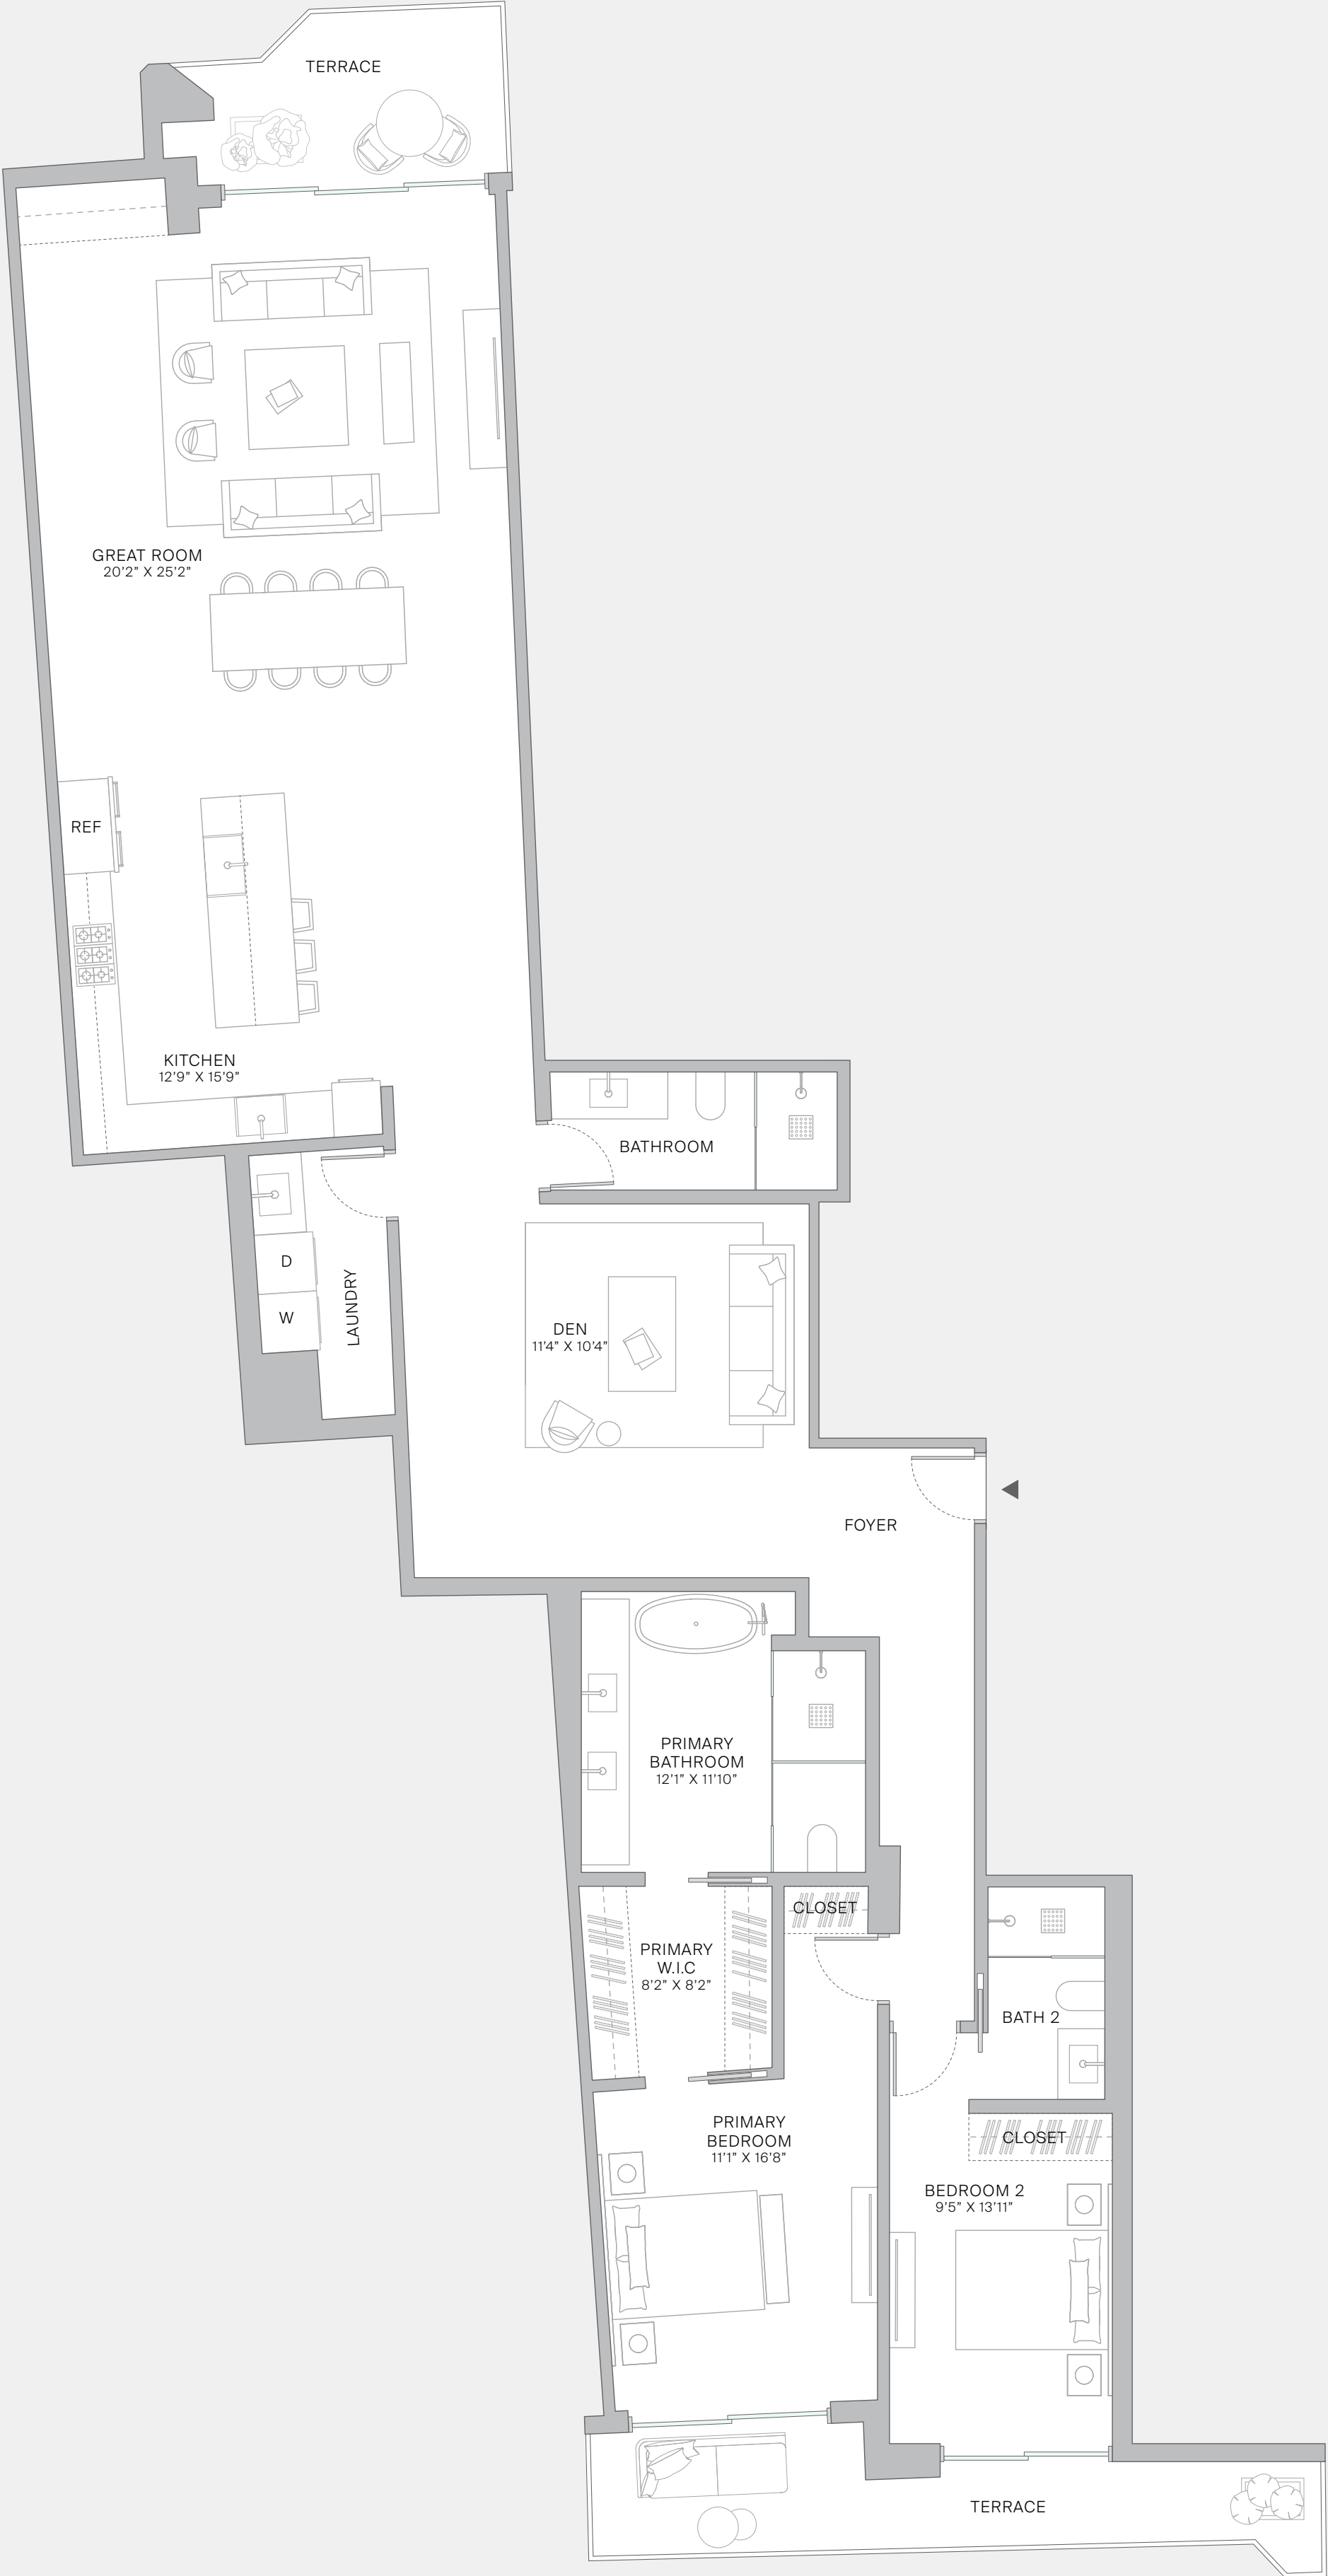 TERRACE
GREAT ROOM
20'2" X 25'2"
REF
KITCHEN
12'9" X 15'9"
BATHROOM
D
W
LAUNDRY
DEN
11'4" X 10'4"
FOYER
PRIMARY
BATHROOM
12'1" X 11'10"
CLOSET
PRIMARY
W.I.C
8'2" X 8'2"
BATH 2
PRIMARY
BEDROOM
11'1" X 16'8"
CLOSET
BEDROOM 2
9'5" X 13'11"
TERRACE